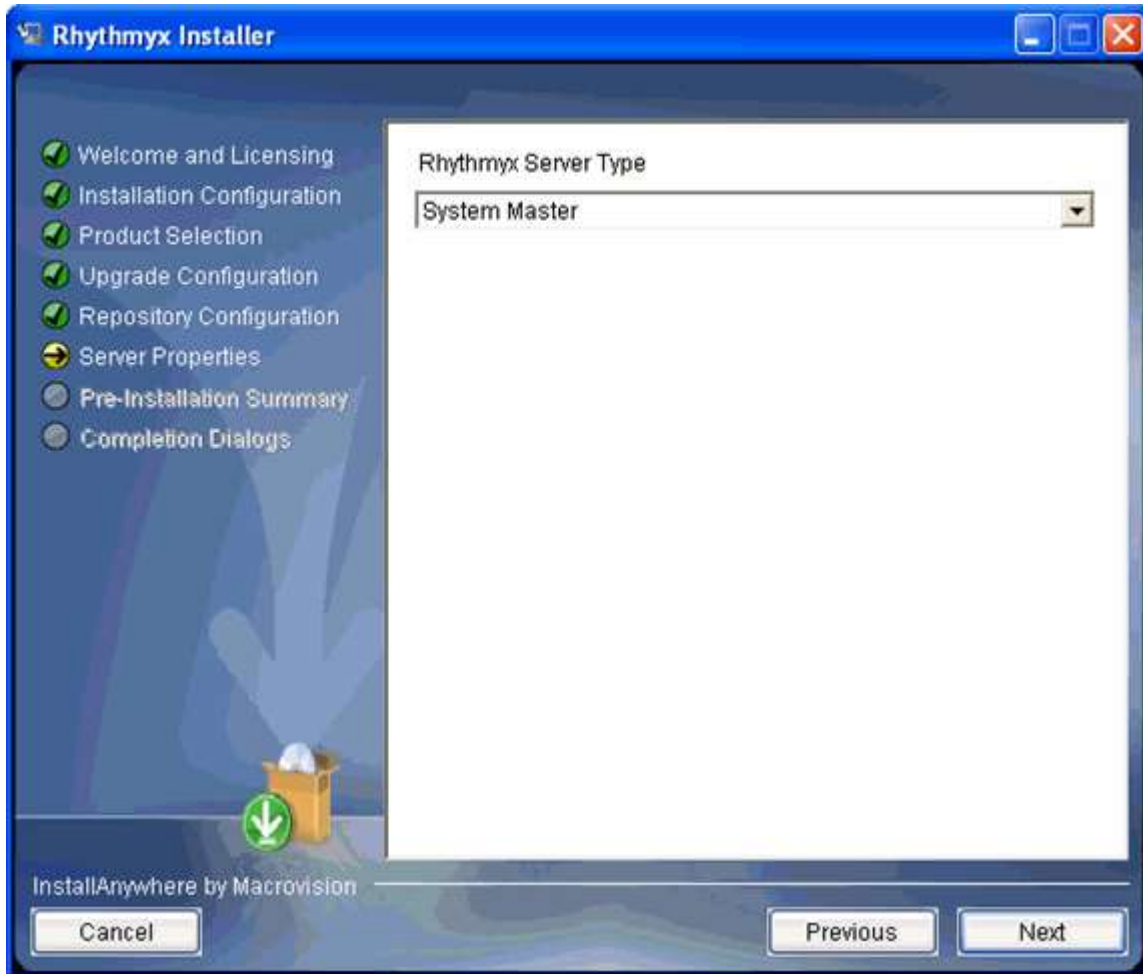 Rhythmyx Installer
Welcome and Licensing
Installation Configuration
Product Selection
Upgrade Configuration
Repository Configuration
Server Properties
Pre-Installation Summary
Completion Dialogs
Rhythmyx Server Type
System Master
InstallAnywhere by Macrovision
Cancel
Previous
Next